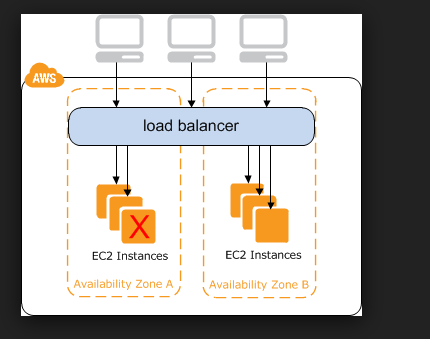 AWS
load balancer
X
EC2 Instances
EC2 Instances
Availability Zone A
Availability Zone B